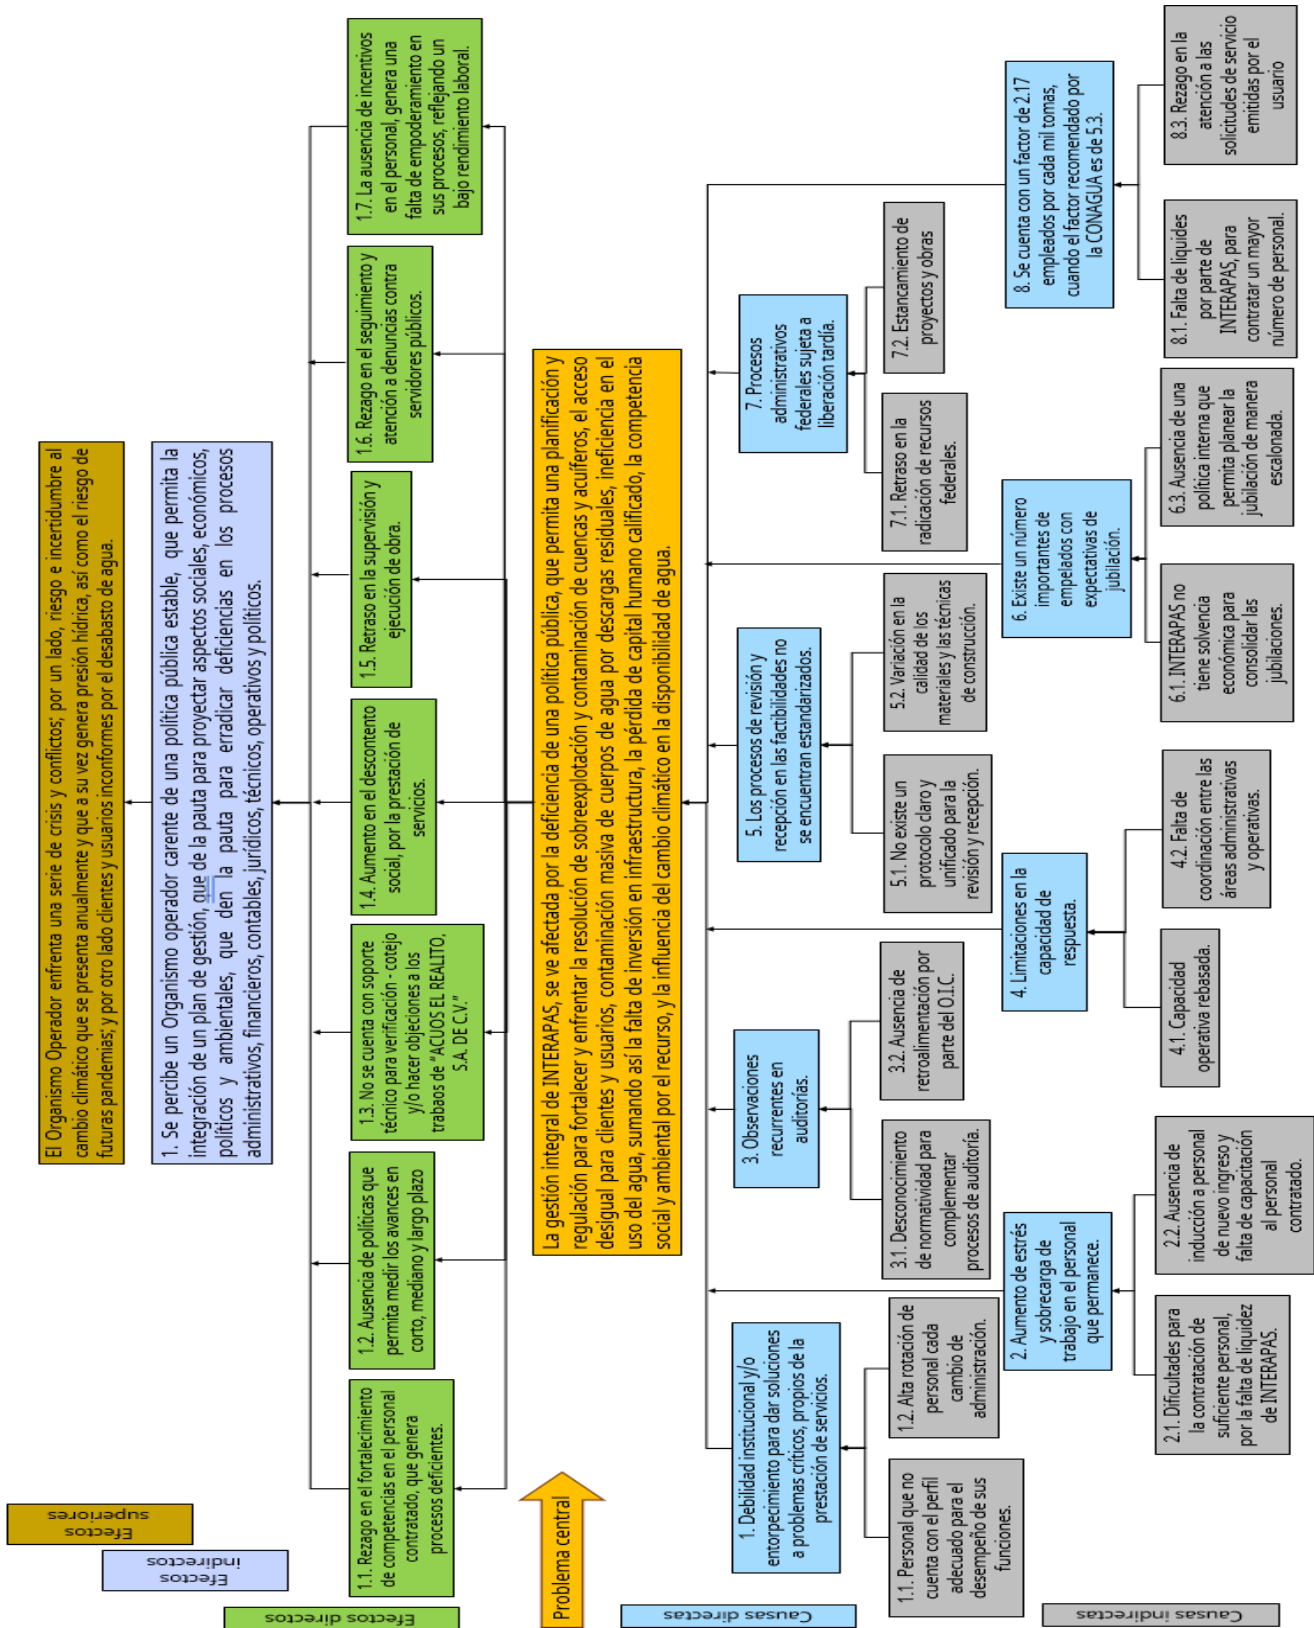 Efectos
superiores
El Organismo Operador enfrenta una serie de crisis y conflictos; por un lado, riesgo e incertidumbre al
cambio climático que se presenta anualmente y que a su vez genera presión hídrica, así como el riesgo de
futuras pandemias; y por otro lado clientes y usuarios inconformes por el desabasto de agua.
Efectos
indirectos
1. Se percibe un Organismo operador carente de una política pública estable, que permita la
integración de un plan de gestión, que de la pauta para proyectar aspectos sociales, económicos,
políticos y ambientales, que den la pauta para erradicar deficiencias en los procesos
administrativos, financieros, contables, jurídicos, técnicos, operativos y políticos.
Efectos directos
1.1. Rezago en el fortalecimiento
de competencias en el personal
contratado, que genera
procesos deficientes.
1.2. Ausencia de políticas que
permita medir los avances en
corto, mediano y largo plazo
1.3. No se cuenta con soporte
técnico para verificación - cotejo
y/o hacer objeciones a los
trabaos de "ACUOS EL REALITO,
S.A. DE C.V."
1.4. Aumento en el descontento
social, por la prestación de
servicios.
1.5. Retraso en la supervisión y
ejecución de obra.
1.6. Rezago en el seguimiento y
atención a denuncias contra
servidores públicos.
1.7. La ausencia de incentivos
en el personal, genera una
falta de empoderamiento en
sus procesos, reflejando un
bajo rendimiento laboral.
Problema central
La gestión integral de INTERAPAS, se ve afectada por la deficiencia de una política pública, que permita una planificación y
regulación para fortalecer y enfrentar la resolución de sobreexplotación y contaminación de cuencas y acuíferos, el acceso
desigual para clientes y usuarios, contaminación masiva de cuerpos de agua por descargas residuales, ineficiencia en el
uso del agua, sumando así la falta de inversión en infraestructura, la pérdida de capital humano calificado, la competencia
social y ambiental por el recurso, y la influencia del cambio climático en la disponibilidad de agua.
Causas directas
1. Debilidad institucional y/o
entorpecimiento para dar soluciones
a problemas críticos, propios de la
prestación de servicios.
3. Observaciones
recurrentes en
auditorías.
5. Los procesos de revisión y
recepción en las factibilidades no
se encuentran estandarizados.
7. Procesos
administrativos
federales sujeta a
liberación tardía.
1.1. Personal que no
cuenta con el perfil
adecuado para el
desempeño de sus
funciones.
1.2. Alta rotación de
personal cada
cambio de
administración.
3.1. Desconocimiento
de normatividad para
complementar
procesos de auditoría.
3.2. Ausencia de
retroalimentación por
parte del O.I.C.
5.1. No existe un
protocolo claro y
unificado para la
revisión y recepción.
5.2. Variación en la
calidad de los
materiales y las técnicas
de construcción.
7.1. Retraso en la
radicación de recursos
federales.
7.2. Estancamiento de
proyectos y obras
2. Aumento de estrés
y sobrecarga de
trabajo en el personal
que permanece.
4. Limitaciones en la
capacidad de
respuesta.
6. Existe un número
importantes de
empelados con
expectativas de
jubilación.
8. Se cuenta con un factor de 2.17
empleados por cada mil tomas,
cuando el factor recomendado por
la CONAGUA es de 5.3.
Causas indirectas
2.1. Dificultades para
la contratación de
suficiente personal,
por la falta de liquidez
de INTERAPAS.
2.2. Ausencia de
inducción a personal
de nuevo ingreso y
falta de capacitación
al personal
contratado.
4.1. Capacidad
operativa rebasada.
4.2. Falta de
coordinación entre las
áreas administrativas
y operativas.
6.1. INTERAPAS no
tiene solvencia
económica para
consolidar las
jubilaciones.
6.3. Ausencia de una
política interna que
permita planear la
jubilación de manera
escalonada.
8.1. Falta de liquides
por parte de
INTERAPAS, para
contratar un mayor
número de personal.
8.3. Rezago en la
atención a las
solicitudes de servicio
emitidas por el
usuario